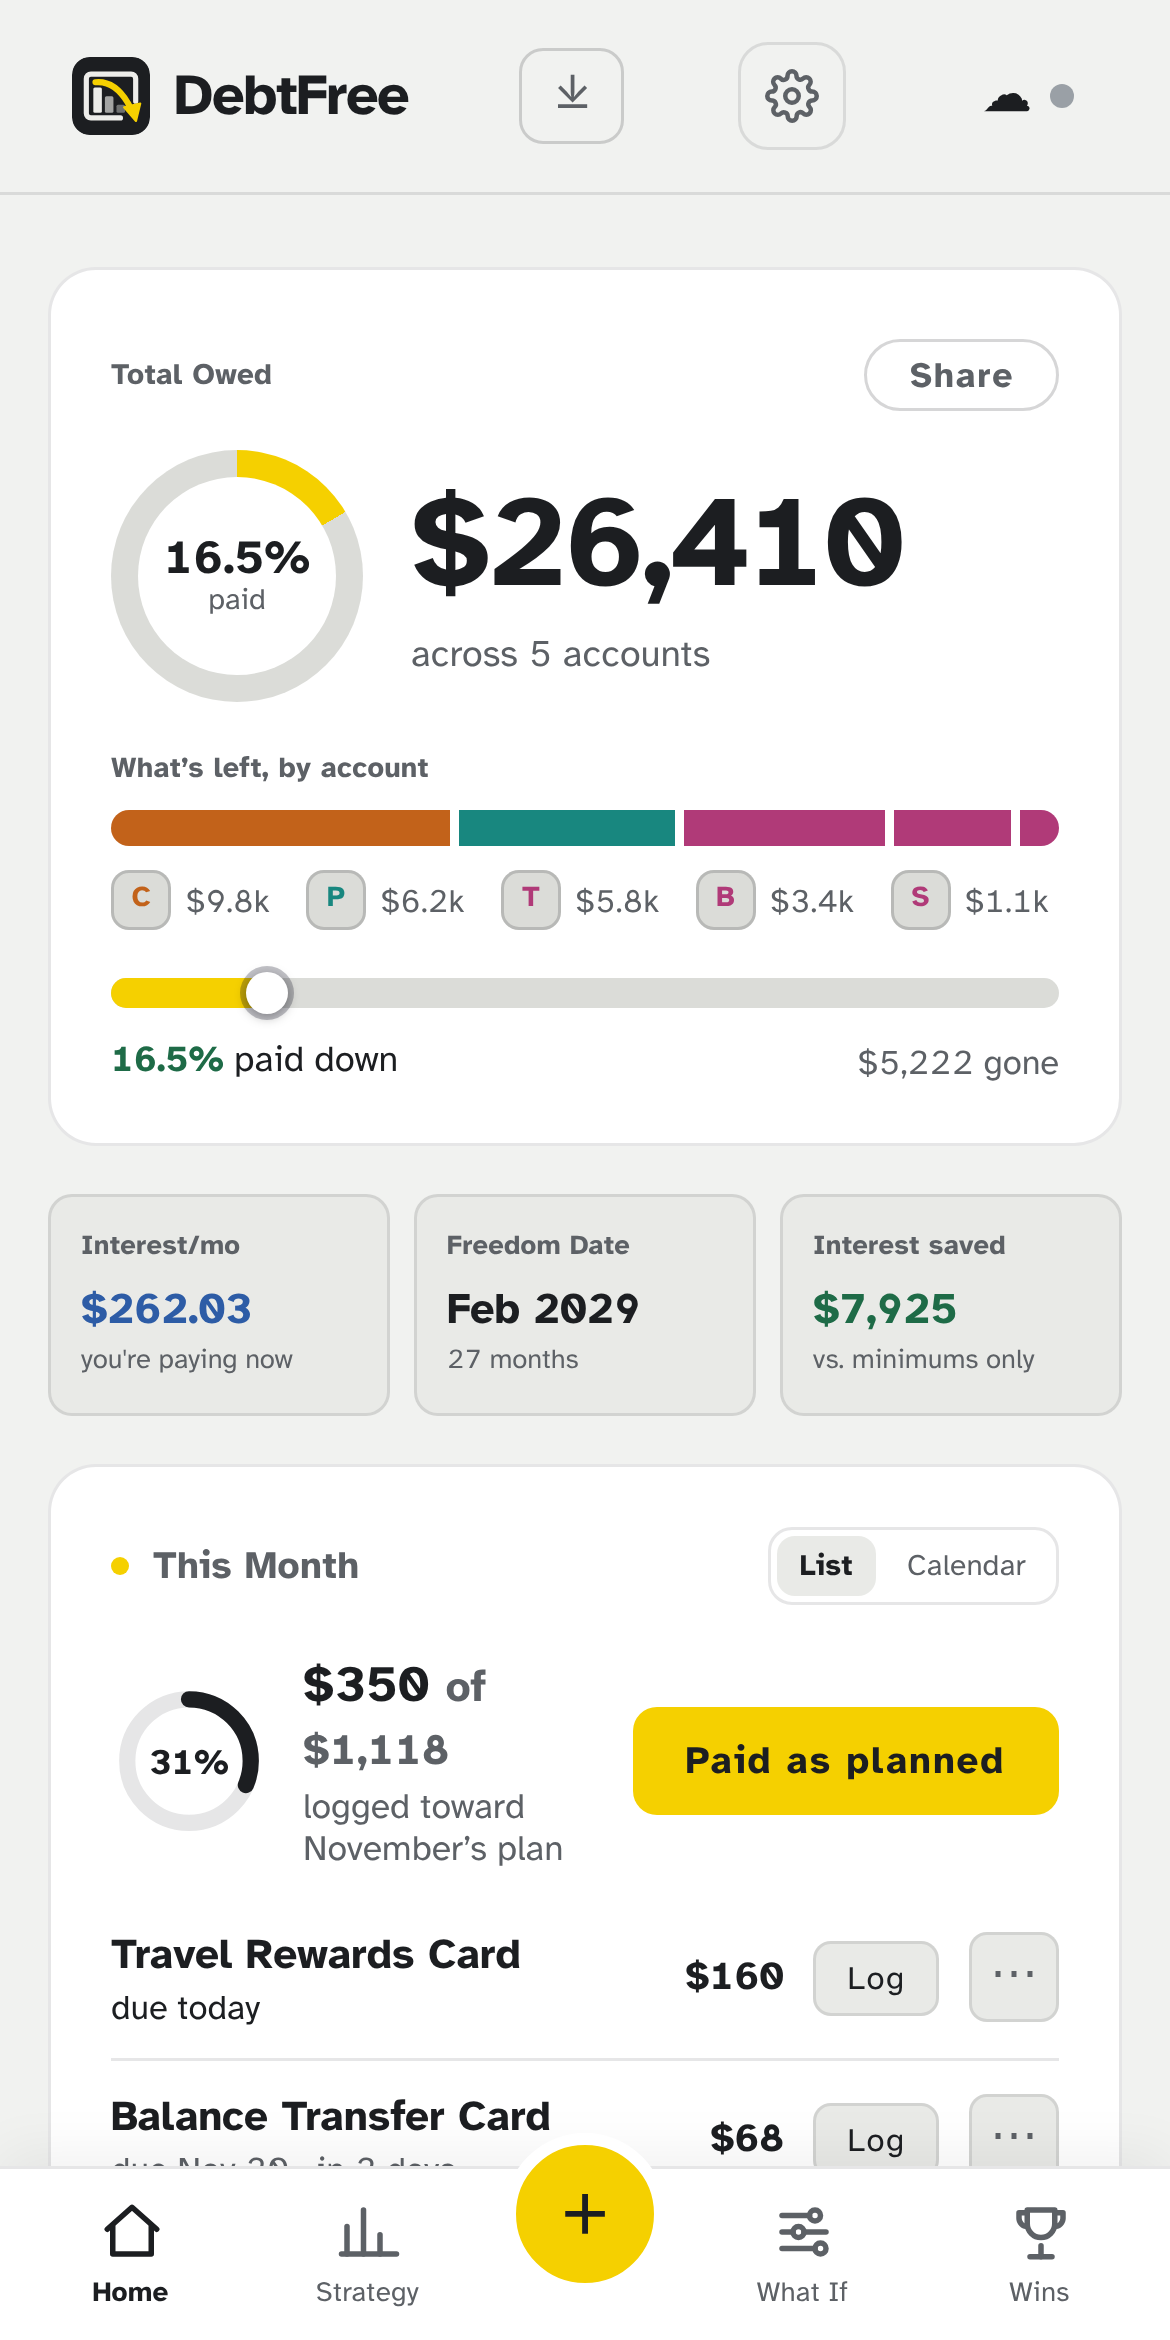 DebtFree
Total Owed
Share
16.5%
paid
$26,410
across 5 accounts
What’s left, by account
C $9.8k P $6.2k T $5.8k B $3.4k S $1.1k
16.5% paid down
$5,222 gone
Interest/mo
$262.03
you're paying now
Freedom Date
Feb 2029
27 months
Interest saved
$7,925
vs. minimums only
This Month
List Calendar
31%
$350 of
$1,118
logged toward
November’s plan
Paid as planned
Travel Rewards Card
due today
$160
Log
...
Balance Transfer Card
$68
Log
...
Home
Strategy
+
What If
Wins